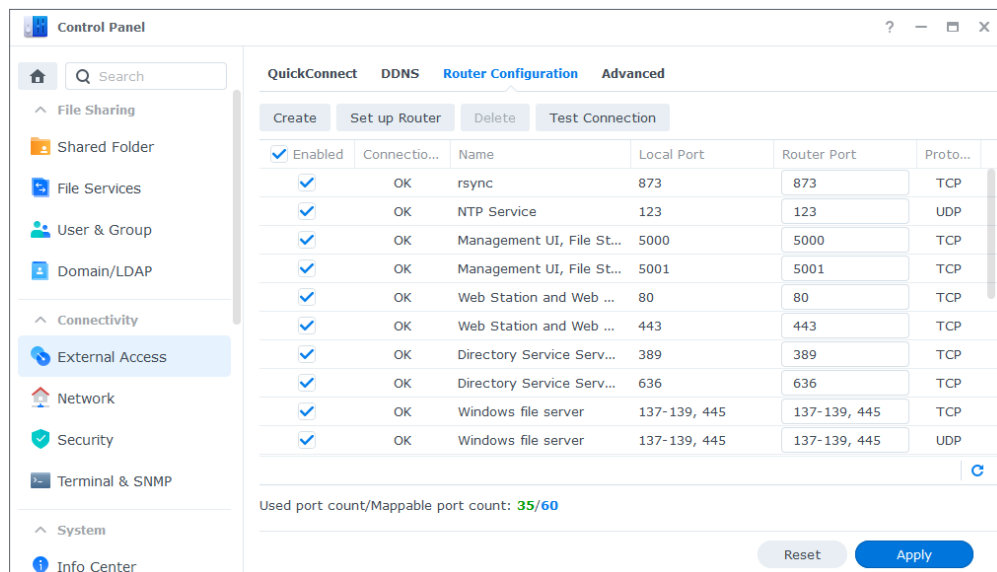 Control Panel
?
Search
File Sharing
Shared Folder
File Services
User & Group
Domain/LDAP
Connectivity
External Access
Network
Security
Terminal & SNMP
System
Info Center
QuickConnect DDNS Router Configuration Advanced
Create Set up Router Delete Test Connection
Enabled Connectio... Name Local Port Router Port Proto...
OK rsync 873 873 TCP
OK NTP Service 123 123 UDP
OK Management UI, File St... 5000 5000 TCP
OK Management UI, File St... 5001 5001 TCP
OK Web Station and Web ... 80 80 TCP
OK Web Station and Web ... 443 443 TCP
OK Directory Service Serv... 389 389 TCP
OK Directory Service Serv... 636 636 TCP
OK Windows file server 137-139, 445 137-139, 445 TCP
OK Windows file server 137-139, 445 137-139, 445 UDP
Used port count/Mappable port count: 35/60
Reset Apply